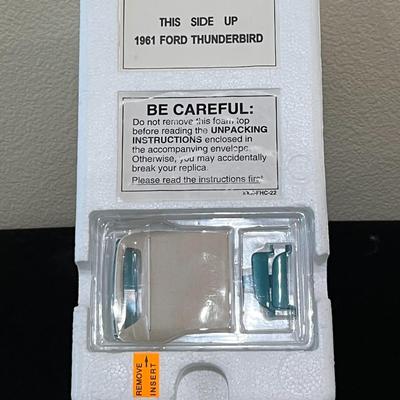 THIS SIDE UP
1961 FORD THUNDERBIRD
BE CAREFUL:
Do not remove this foam top
before reading the UNPACKING
INSTRUCTIONS enclosed in
the accompanying envelope.
Otherwise, you may accidentally
break your replica.
Please read the instructions first.
REMOVE
INSERT